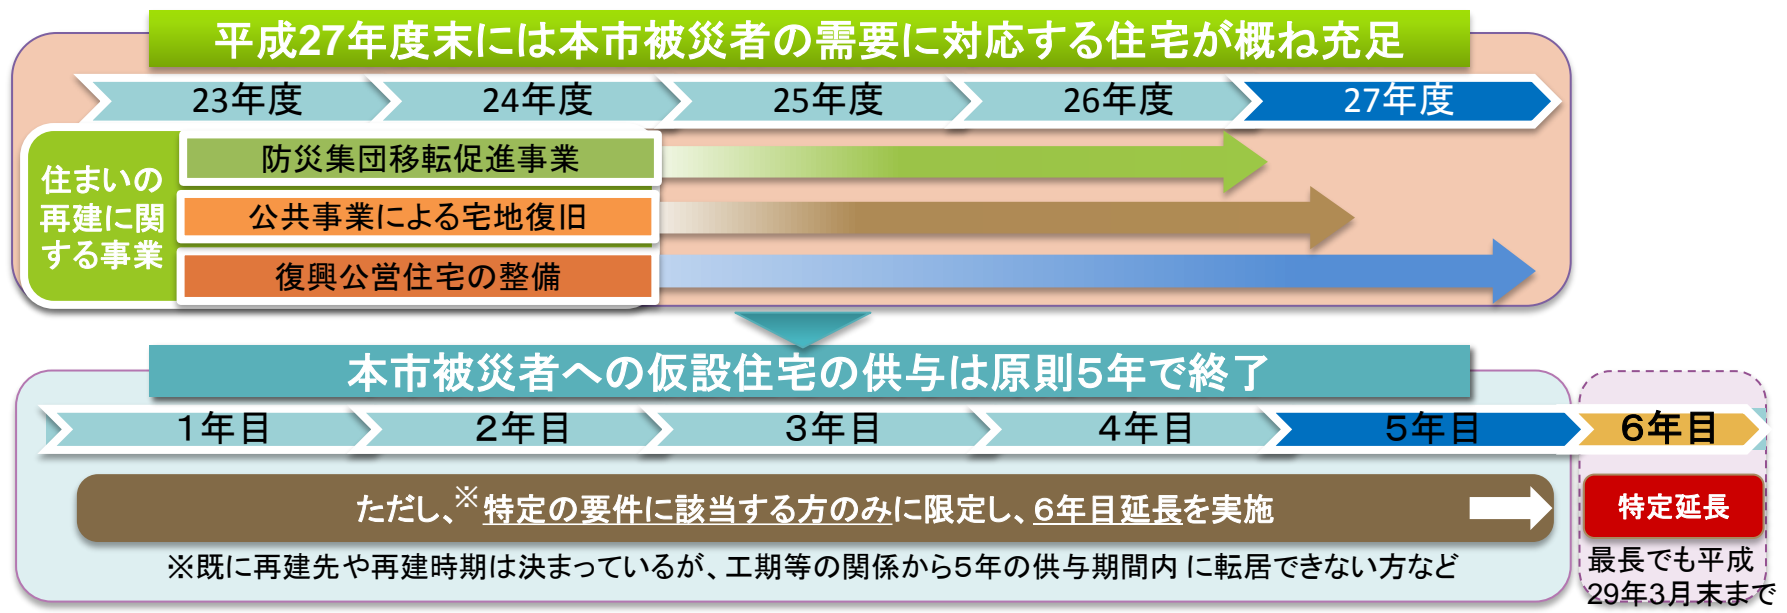 平成27年度末には本市被災者の需要に対応する住宅が概ね充足
23年度 24年度 25年度 26年度 27年度
住まいの
再建に関
する事業
防災集団移転促進事業
公共事業による宅地復旧
復興公営住宅の整備
本市被災者への仮設住宅の供与は原則5年で終了
1年目 2年目 3年目 4年目 5年目 6年目
ただし、※特定の要件に該当する方のみに限定し、6年目延長を実施
特定延長
※既に再建先や再建時期は決まっているが、工期等の関係から5年の供与期間内 に転居できない方など
最長でも平成
29年3月末まで